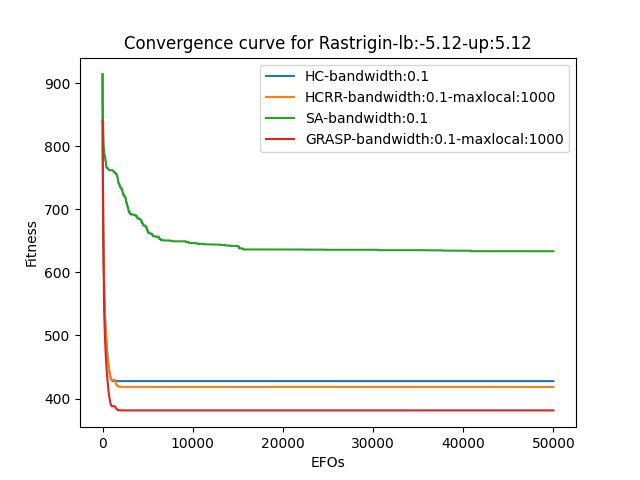 Convergence curve for Rastrigin-lb:-5.12-up:5.12
HC-bandwidth:0.1
HCRR-bandwidth:0.1-maxlocal:1000
SA-bandwidth:0.1
GRASP-bandwidth:0.1-maxlocal:1000
900
800
700
600
500
400
Fitness
0 10000 20000 30000 40000 50000
EFOs